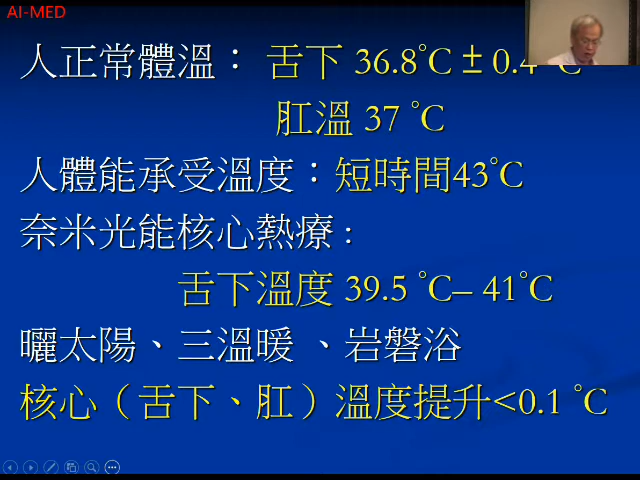 AI-MED
人正常體溫： 舌下 36.8°C ± 0.4 °C
肛溫 37 °C
人體能承受溫度：短時間43°C
奈米光能核心熱療 :
舌下溫度 39.5 °C– 41°C
曬太陽、三溫暖 、岩磐浴
核心（舌下、肛）溫度提升<0.1 °C